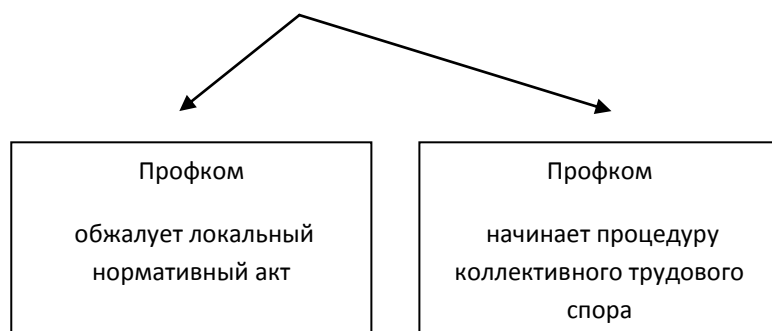 Профком
обжалует локальный
нормативный акт
Профком
начинает процедуру
коллективного трудового
спора